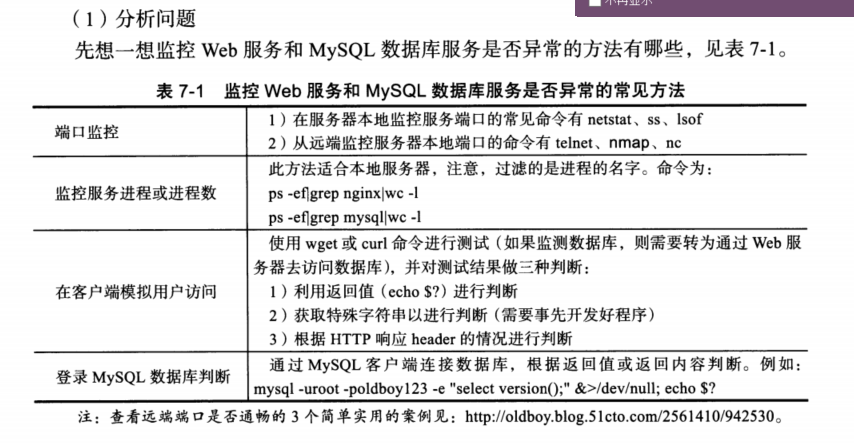 不再显示
（1）分析问题
先想一想监控 Web 服务和 MySQL 数据库服务是否异常的方法有哪些，见表 7-1。
表 7-1 监控 Web 服务和 MySQL 数据库服务是否异常的常见方法
端口监控
1）在服务器本地监控服务端口的常见命令有 netstat、ss、lsof
2）从远端监控服务器本地端口的命令有 telnet、nmap、nc
监控服务进程或进程数
此方法适合本地服务器，注意，过滤的是进程的名字。命令为：
ps -ef|grep nginx|wc -l
ps -ef|grep mysql|wc -l
在客户端模拟用户访问
使用 wget 或 curl 命令进行测试（如果监测数据库，则需要转为通过 Web 服
务器去访问数据库），并对测试结果做三种判断：
1）利用返回值（echo $?）进行判断
2）获取特殊字符串以进行判断（需要事先开发好程序）
3）根据 HTTP 响应 header 的情况进行判断
登录 MySQL 数据库判断
通过 MySQL 客户端连接数据库，根据返回值或返回内容判断。例如：
mysql -uroot -poldboy123 -e "select version();" &>/dev/null; echo $?
注：查看远端端口是否通畅的 3 个简单实用的案例见：http://oldboy.blog.51cto.com/2561410/942530。